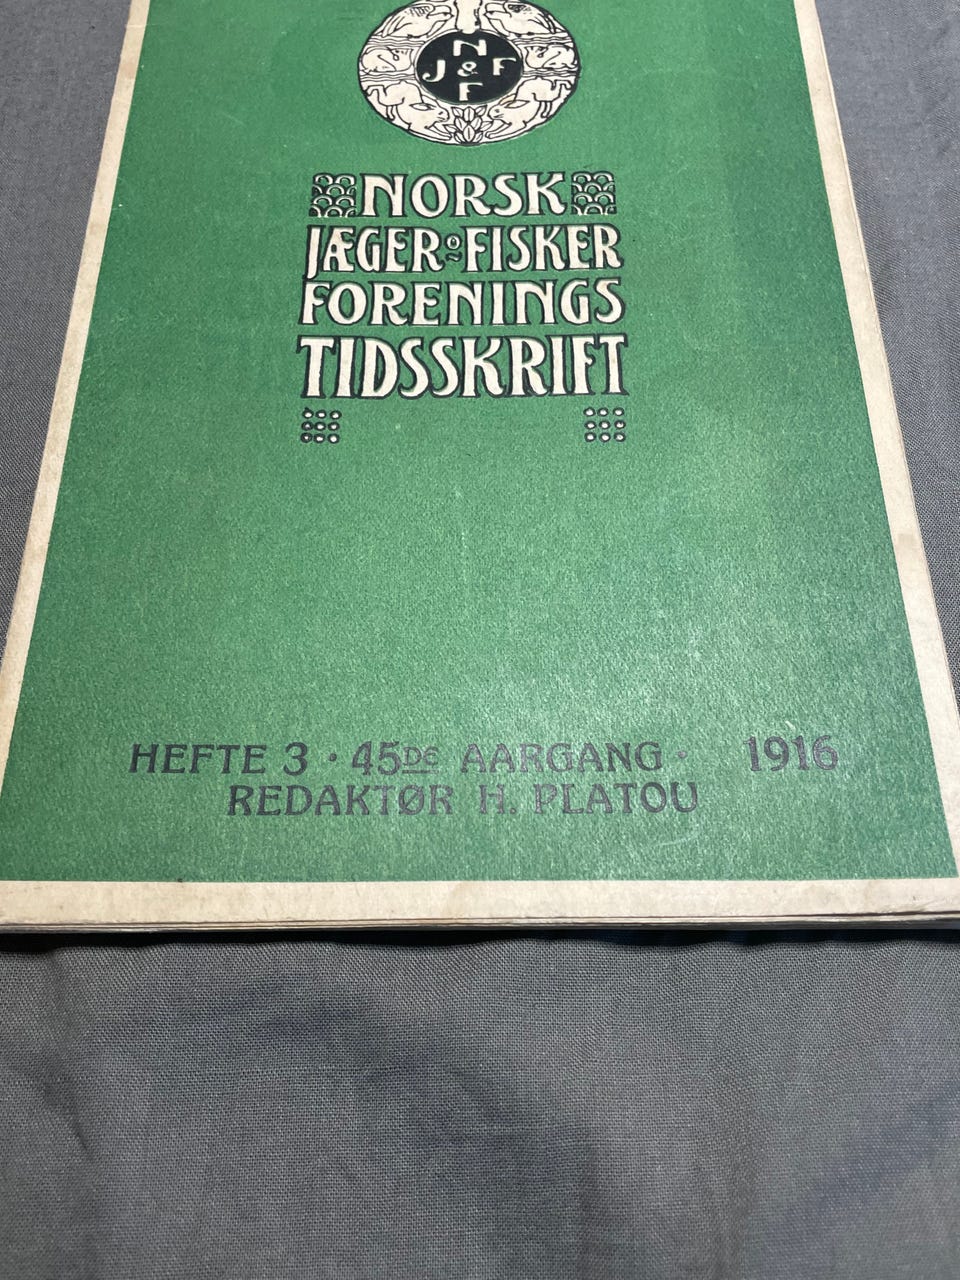 N
J & F
F
NORSK
JÆGER O FISKER
FORENINGS
TIDSSKRIFT
HEFTE 3 · 45DE AARGANG · 1916
REDAKTØR H. PLATOU